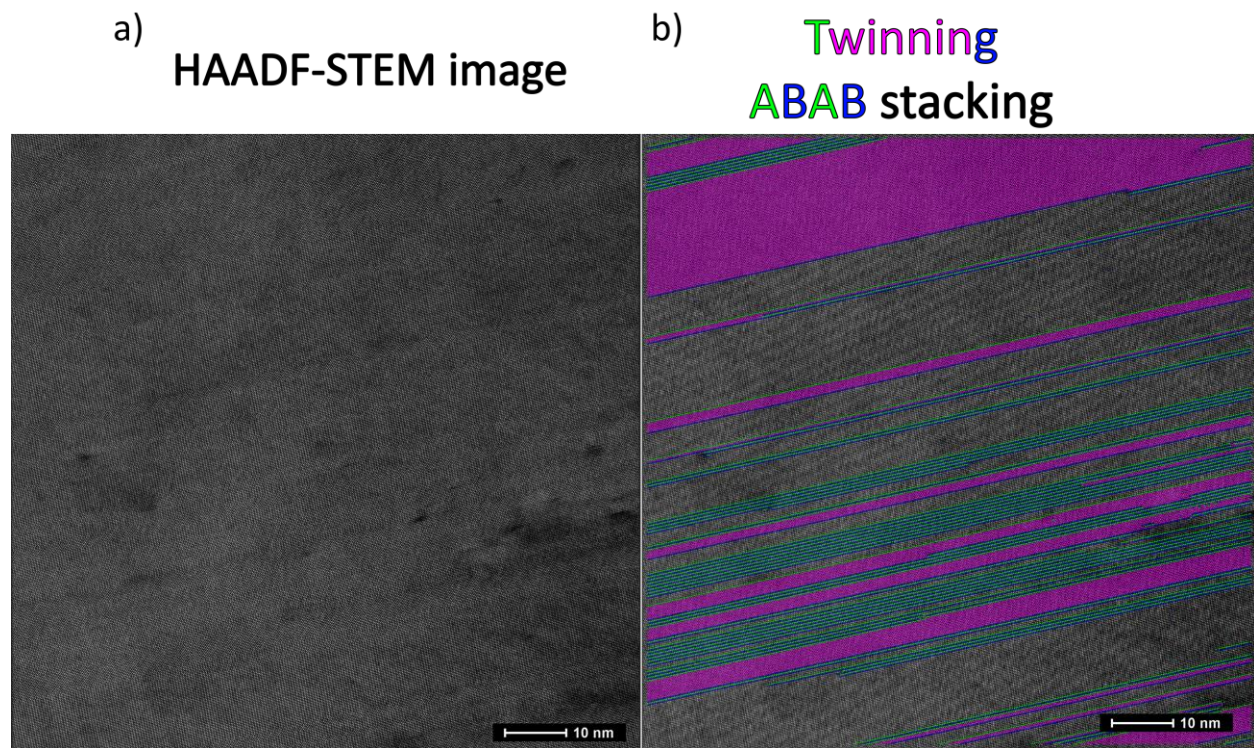 a)
HAADF-STEM image
b)
Twinning
ABAB stacking
10 nm
10 nm